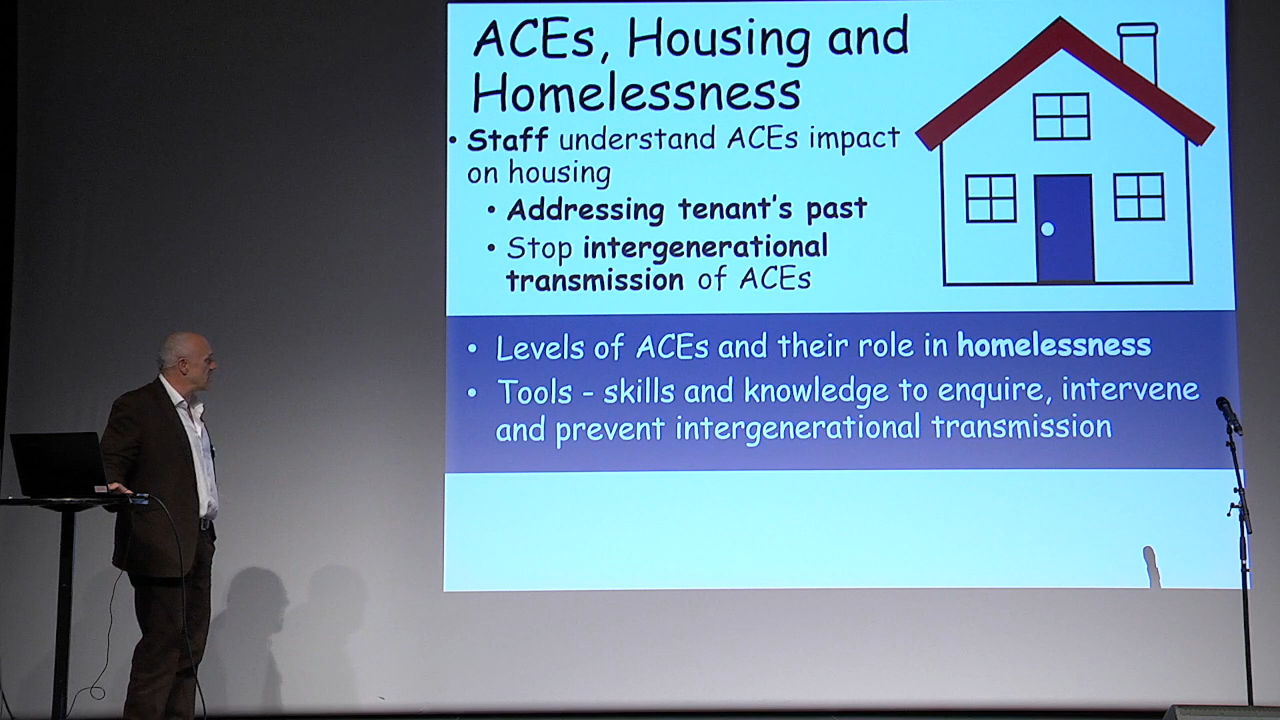 ACEs, Housing and
Homelessness
• Staff understand ACEs impact
on housing
• Addressing tenant's past
• Stop intergenerational
transmission of ACEs
• Levels of ACEs and their role in homelessness
• Tools - skills and knowledge to enquire, intervene
and prevent intergenerational transmission